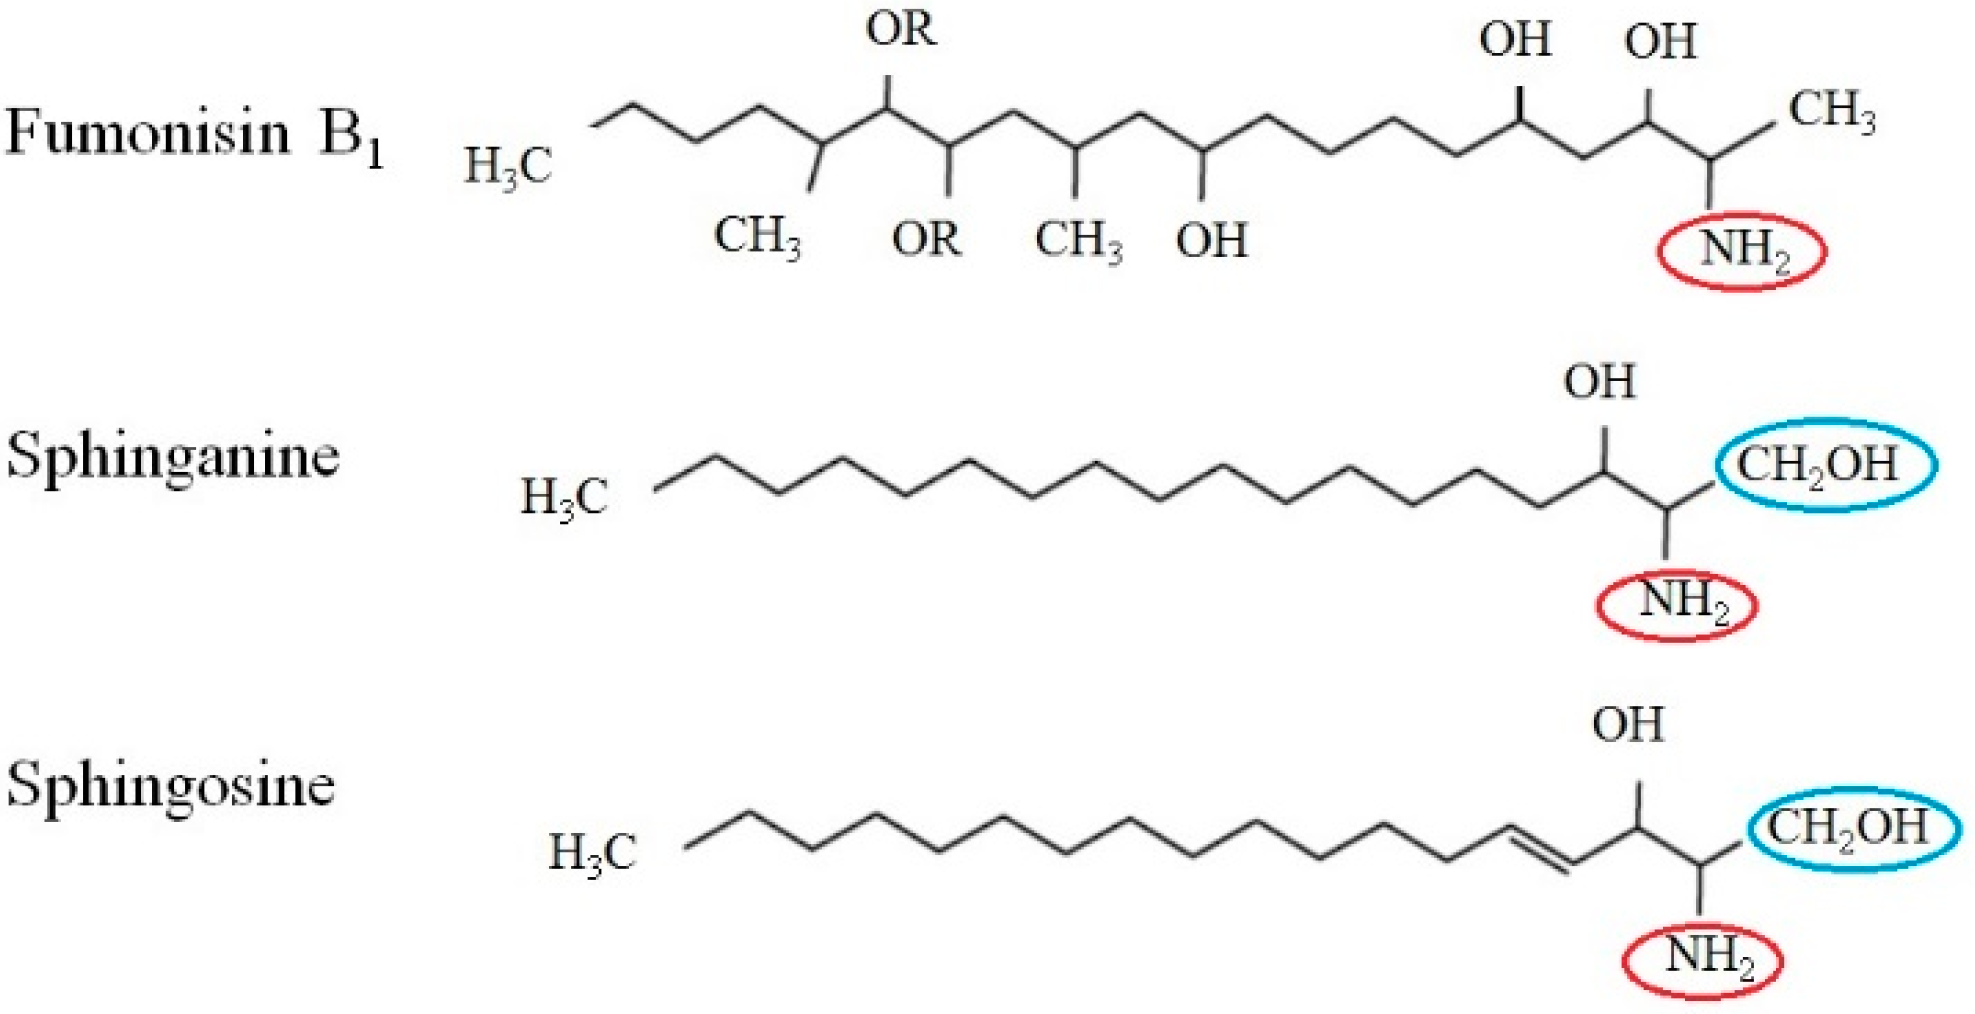 OR
OH OH
Fumonisin B₁
H₃C
CH₃
CH₃ OR CH₃ OH
NH₂
OH
Sphinganine
H₃C
CH₂OH
NH₂
OH
Sphingosine
H₃C
CH₂OH
NH₂